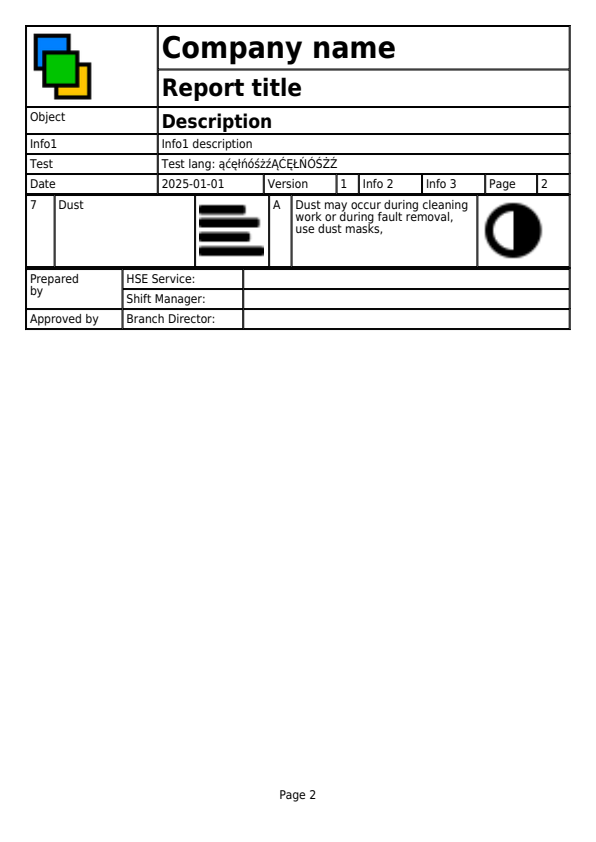 Company name
Report title
Object Description
Info1 Info1 description
Test Test lang: ąćęłńóśżźĄĆĘŁŃÓŚŻŹ
Date 2025-01-01 Version 1 Info 2 Info 3 Page 2
7 Dust A Dust may occur during cleaning
work or during fault removal,
use dust masks,
Prepared
by
HSE Service:
Shift Manager:
Approved by Branch Director:
Page 2